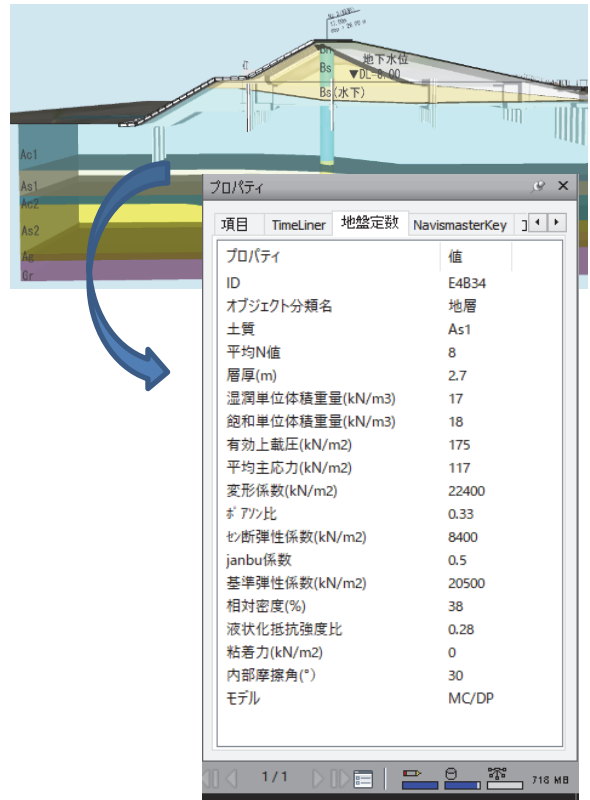 Bs
地下水位
▼DL-8.00
Bs(水下)
Ac1
As1
Ac2
As2
Ag
Gr
プロパティ
項目 TimeLiner 地盤定数 NavismasterKey
プロパティ 値
ID E4B34
オブジェクト分類名 地層
土質 As1
平均N値 8
層厚(m) 2.7
湿潤単位体積重量(kN/m3) 17
飽和単位体積重量(kN/m3) 18
有効上載圧(kN/m2) 175
平均主応力(kN/m2) 117
変形係数(kN/m2) 22400
ポアソン比 0.33
せん断弾性係数(kN/m2) 8400
janbu係数 0.5
基準弾性係数(kN/m2) 20500
相対密度(%) 38
液状化抵抗強度比 0.28
粘着力(kN/m2) 0
内部摩擦角(°) 30
モデル MC/DP
1/1
718 MB